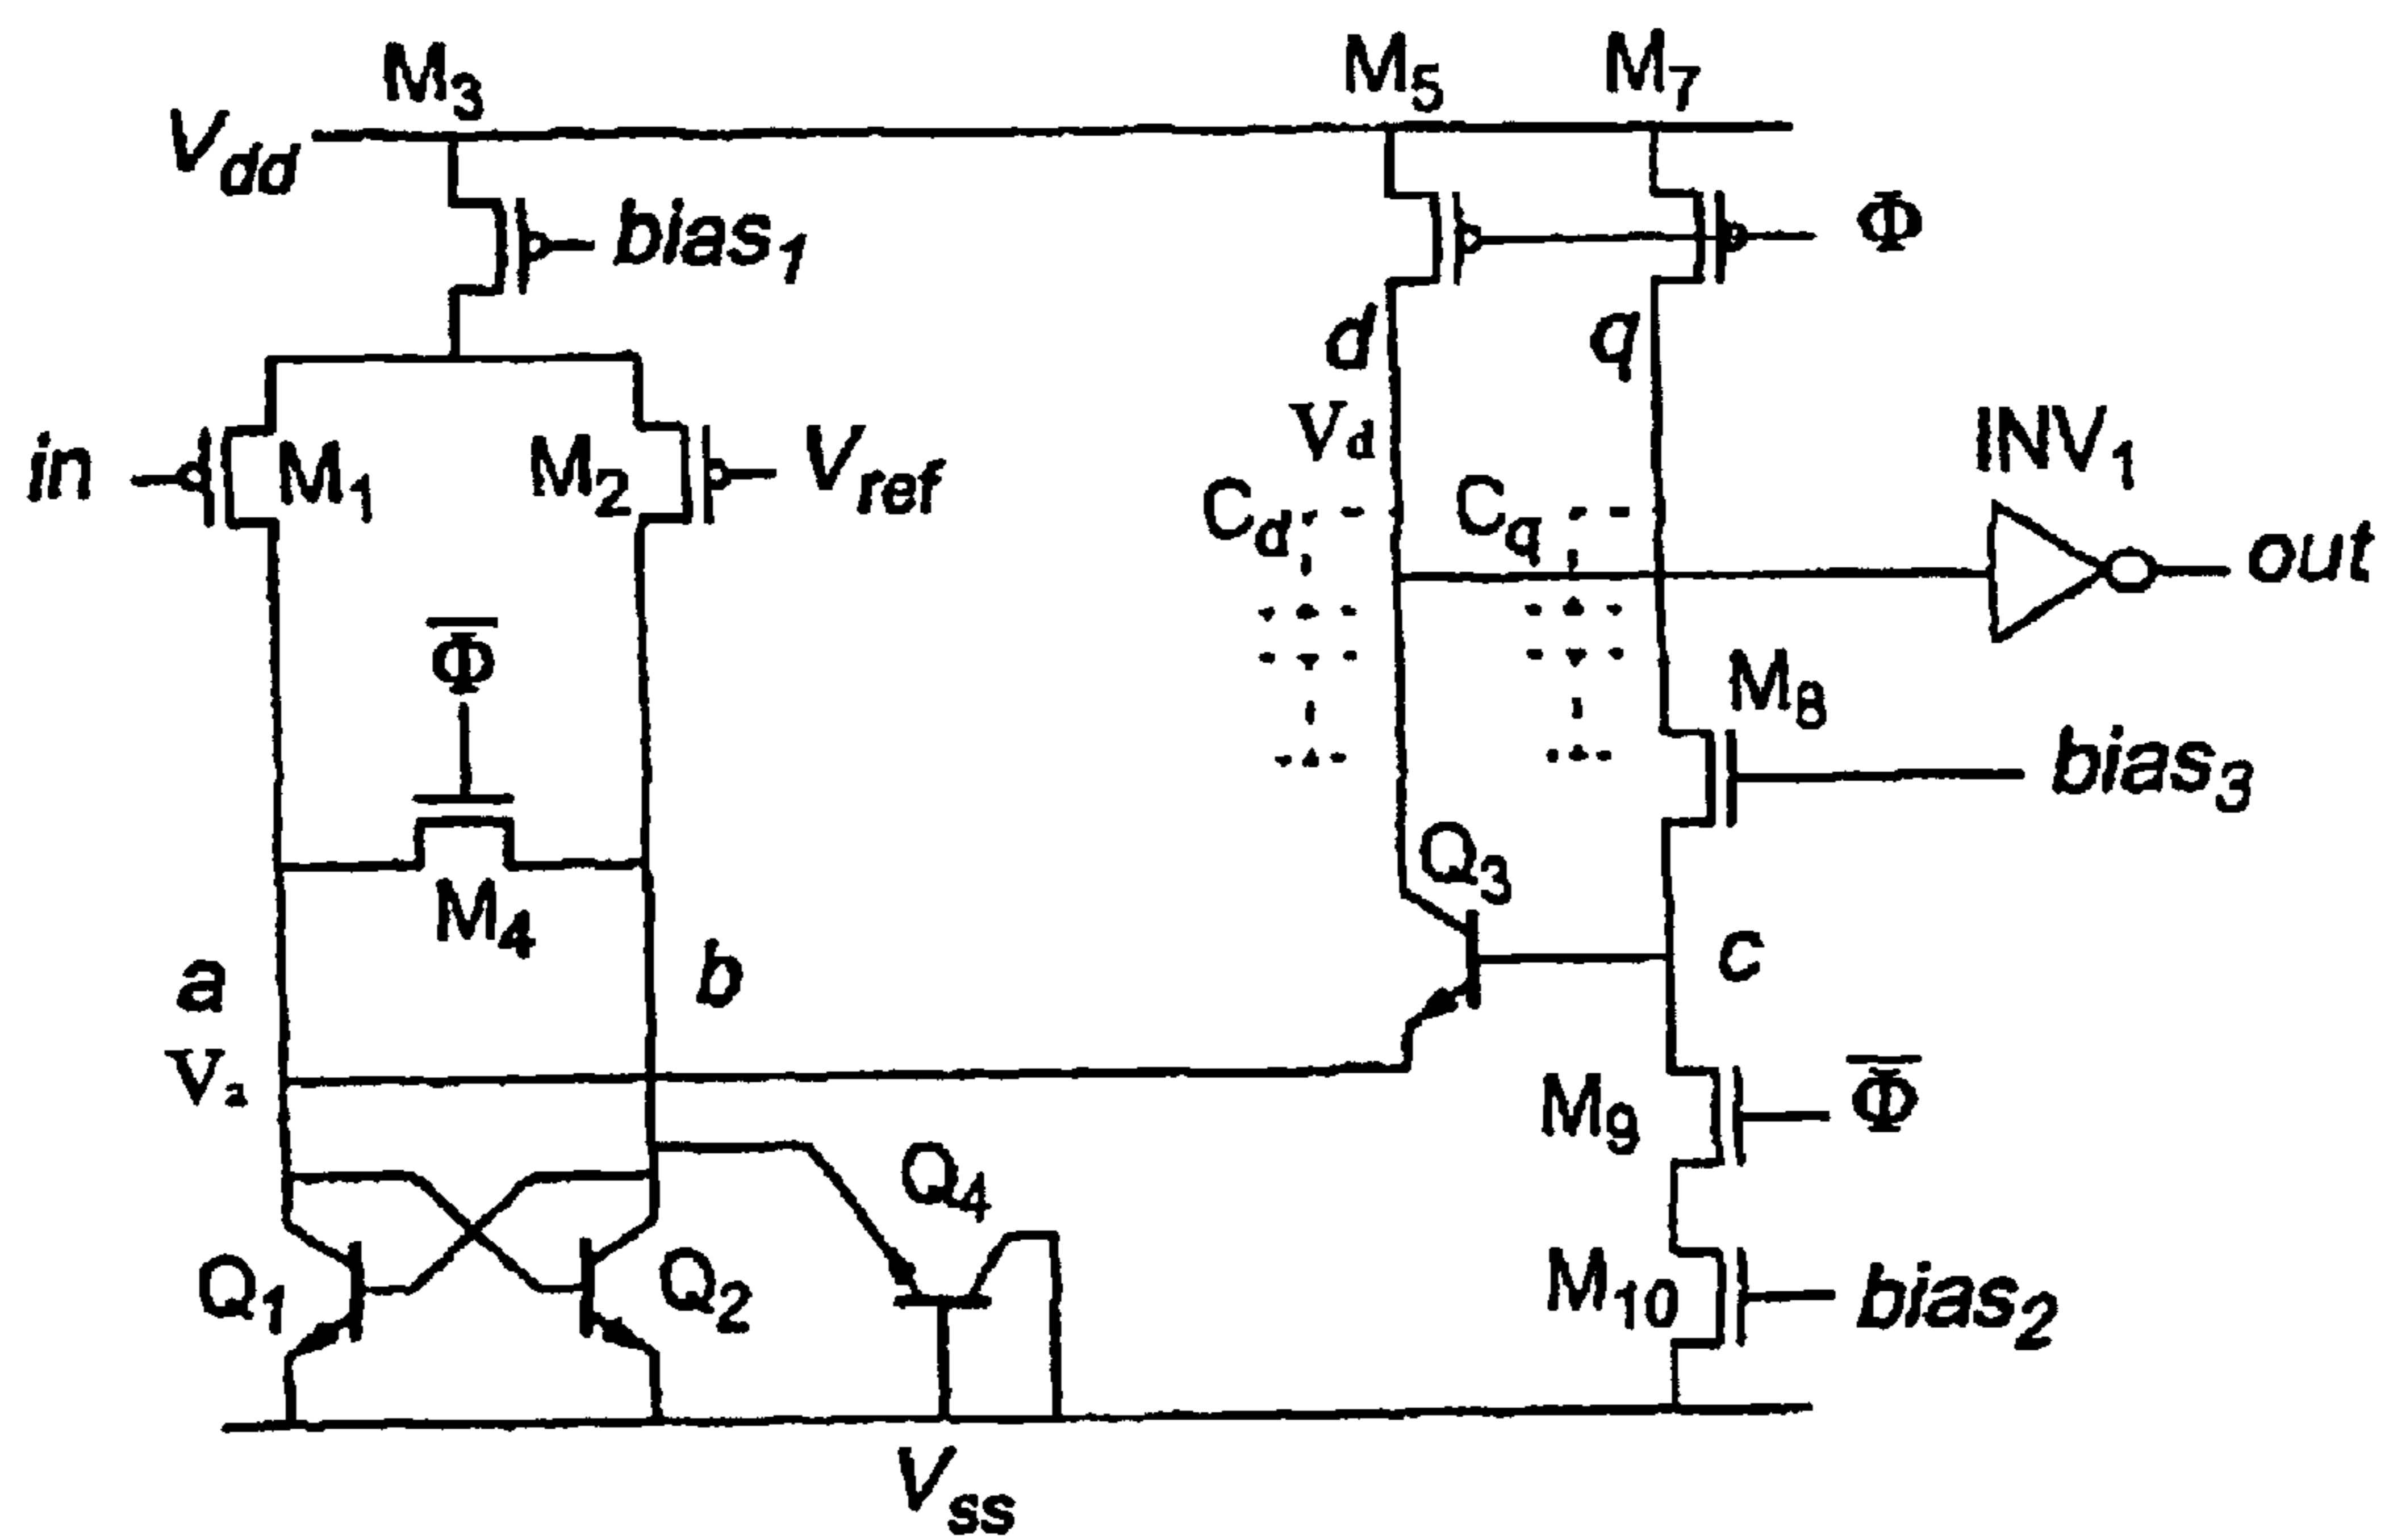 M3
M5
M7
Vdd
bias1
Φ
d
q
in
M1
M2
Vref
Vd
Cd
Cq
INV1
out
Φ̅
M8
bias3
M4
Q3
a
b
c
Va
M9
Φ̅
Q4
Q1
Q2
M10
bias2
Vss